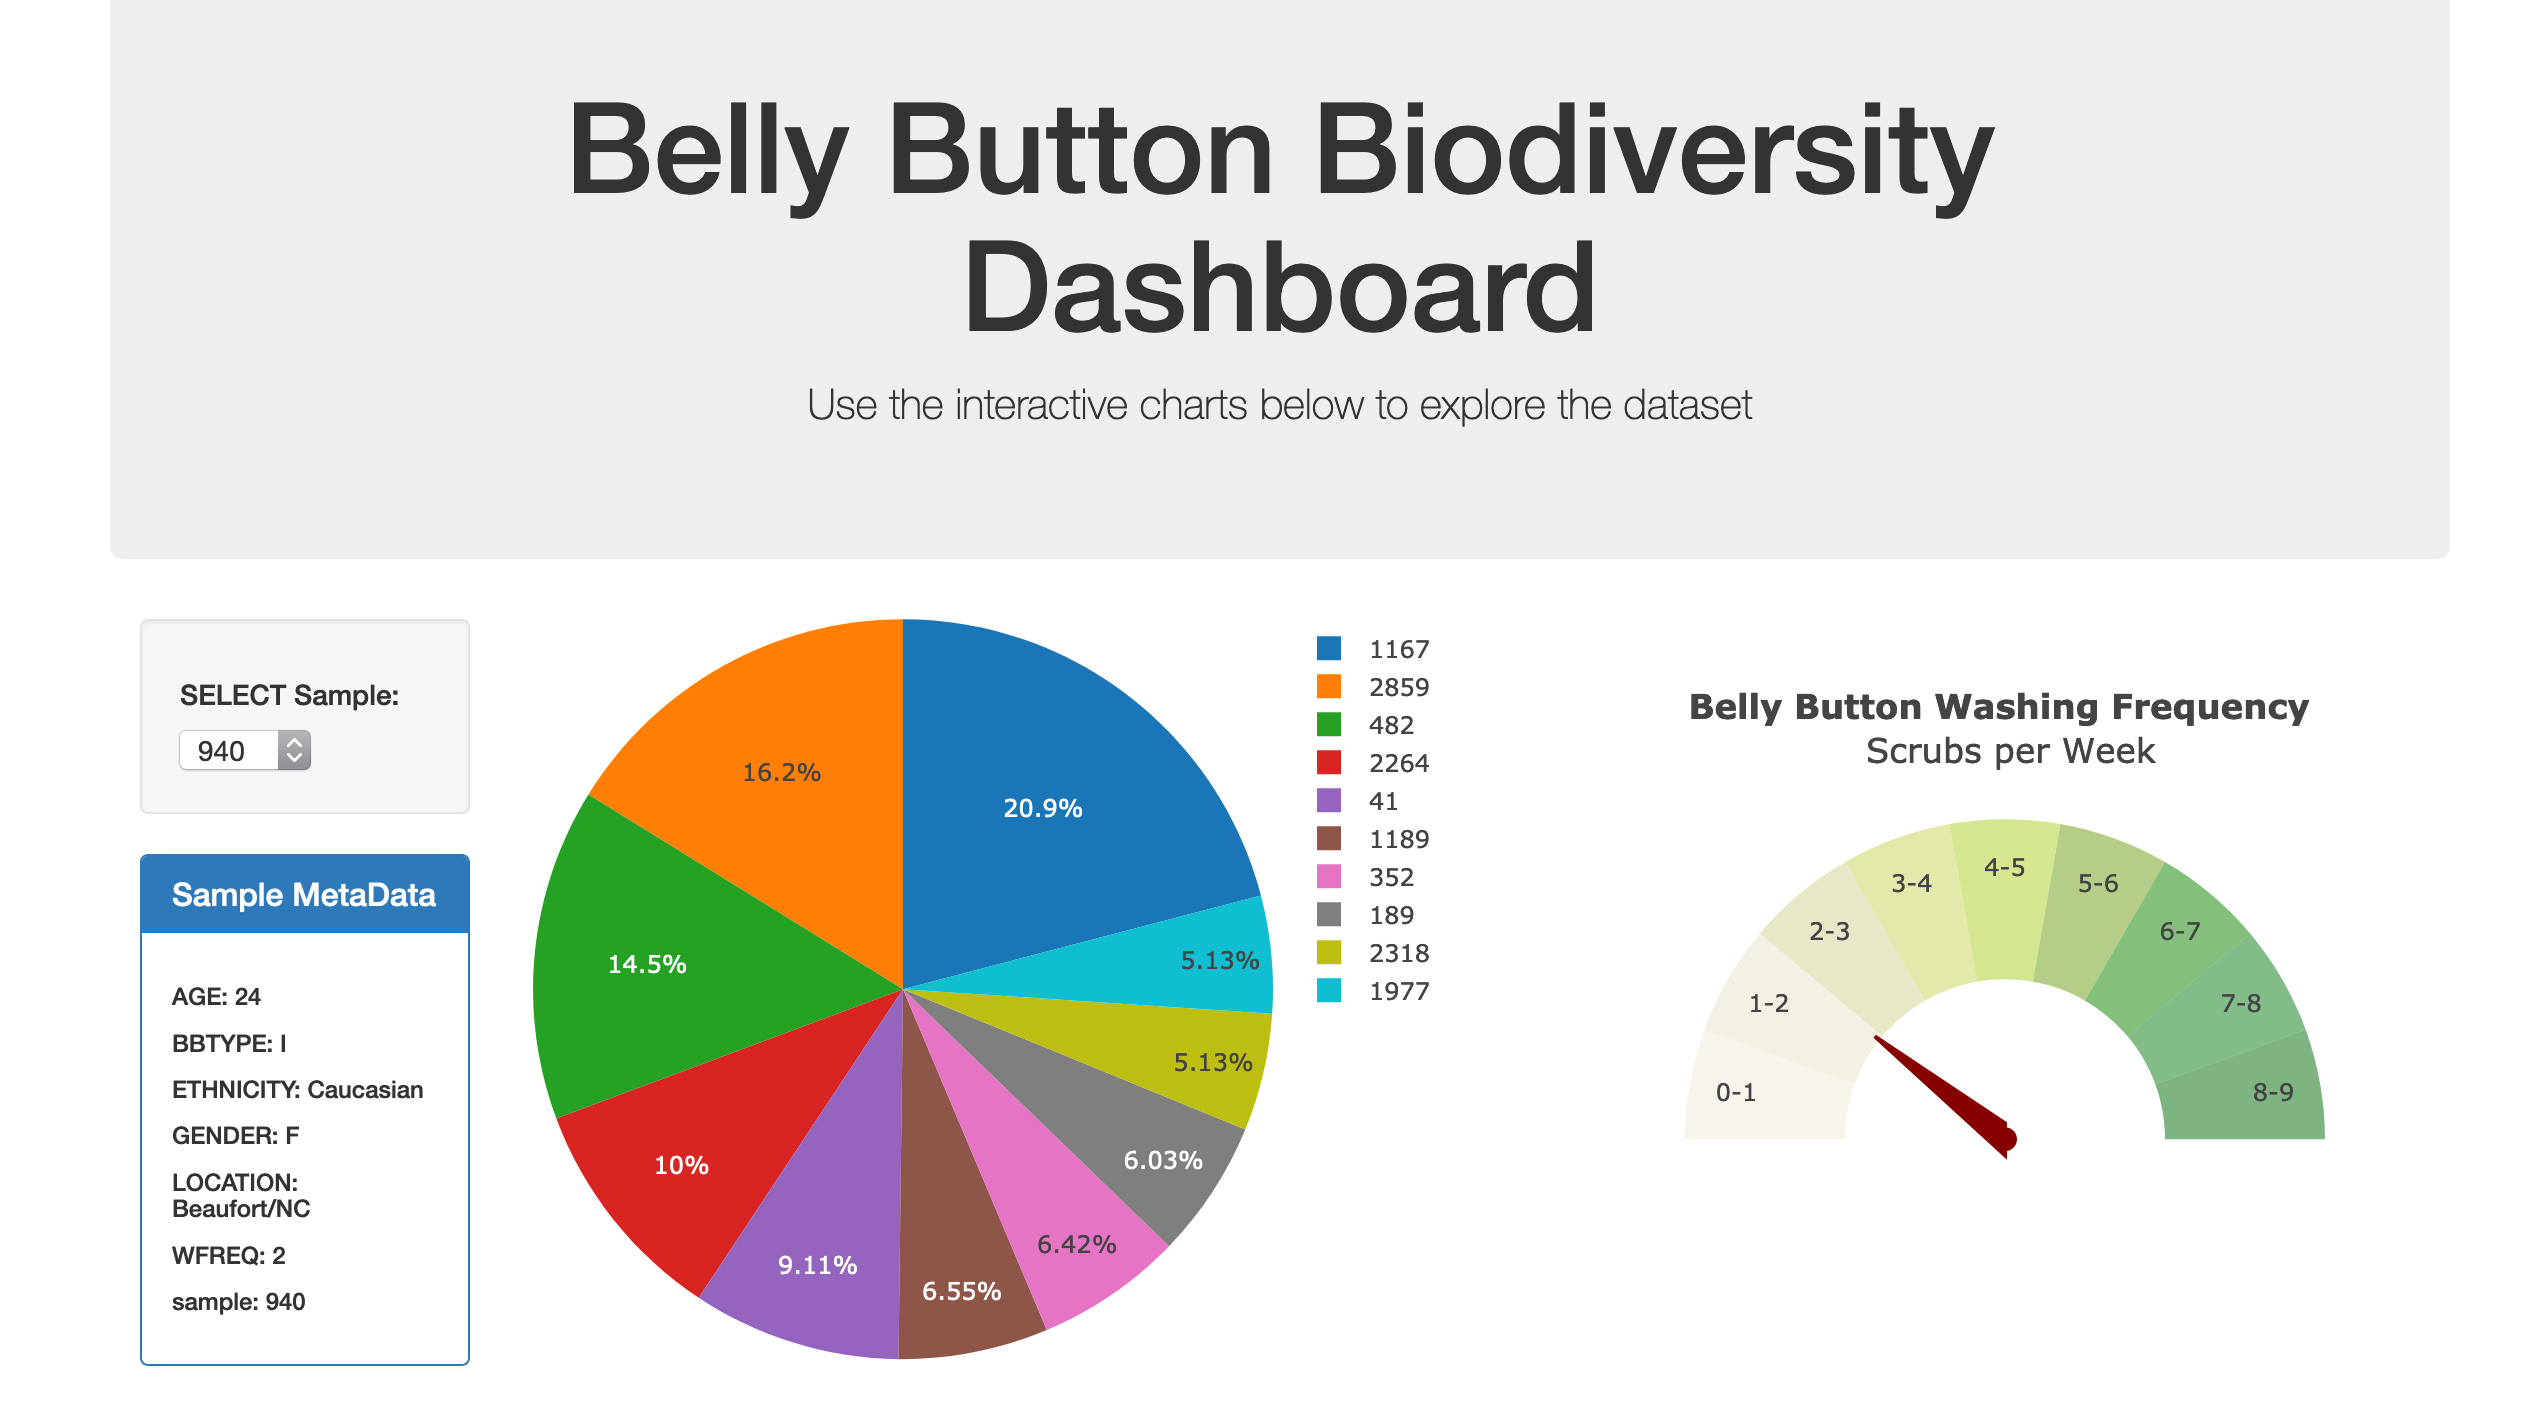 Belly Button Biodiversity
Dashboard
Use the interactive charts below to explore the dataset
SELECT Sample:
940
Sample MetaData
AGE: 24
BBTYPE: I
ETHNICITY: Caucasian
GENDER: F
LOCATION:
Beaufort/NC
WFREQ: 2
sample: 940
20.9%
16.2%
14.5%
10%
9.11%
6.55%
6.42%
6.03%
5.13%
5.13%
1167
2859
482
2264
41
1189
352
189
2318
1977
Belly Button Washing Frequency
Scrubs per Week
0-1
1-2
2-3
3-4
4-5
5-6
6-7
7-8
8-9